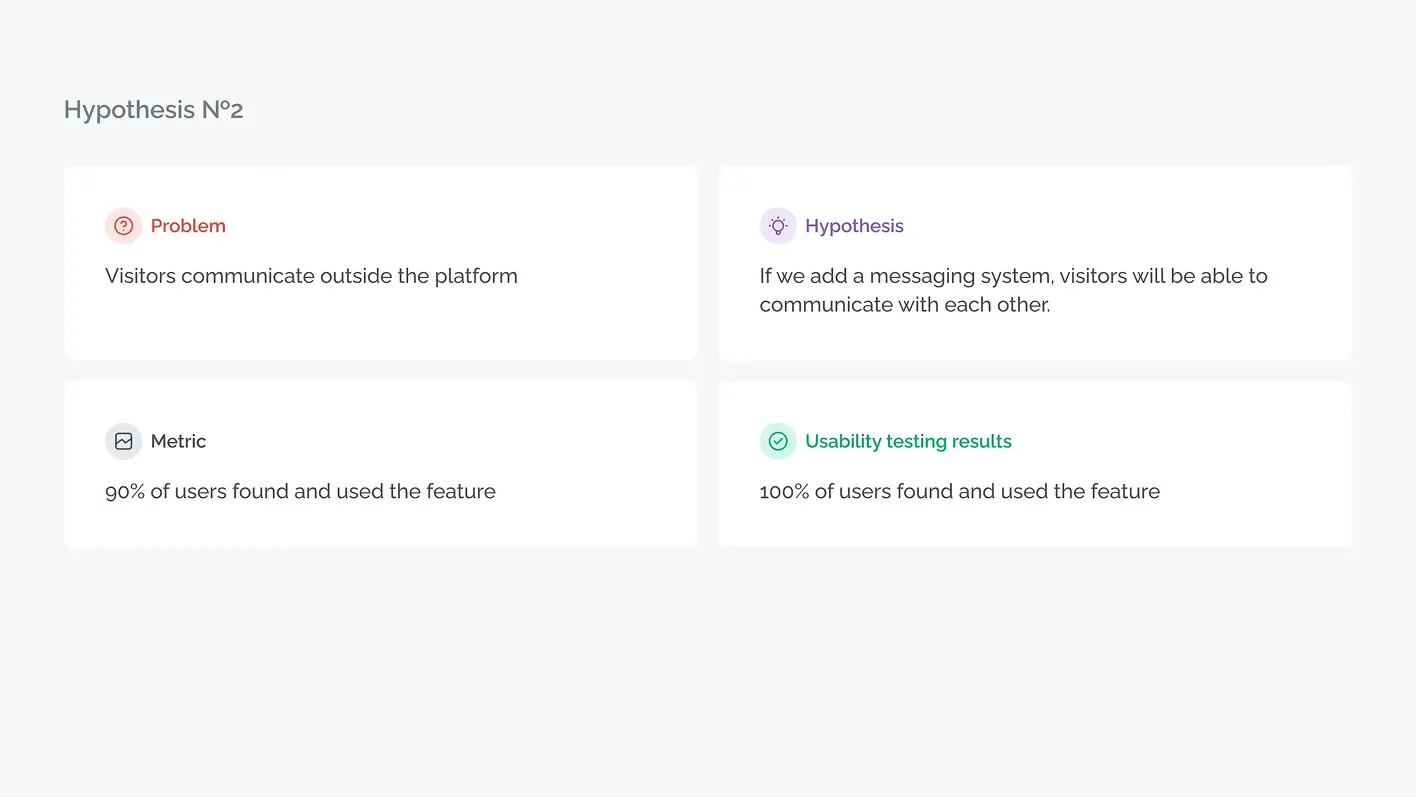 Hypothesis Nº2
Problem
Visitors communicate outside the platform
Hypothesis
If we add a messaging system, visitors will be able to
communicate with each other.
Metric
90% of users found and used the feature
Usability testing results
100% of users found and used the feature